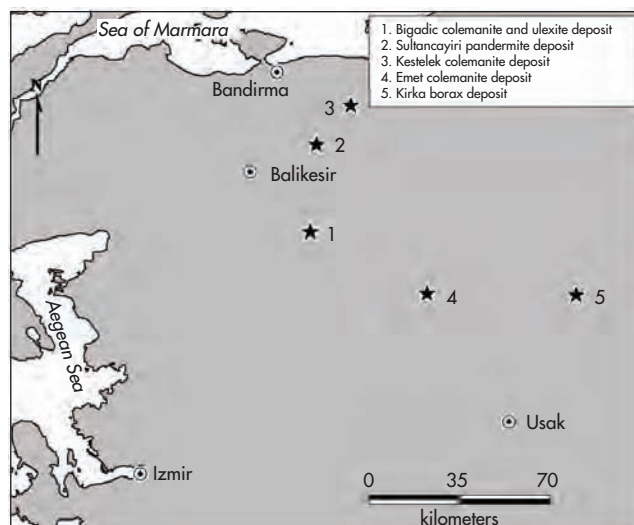 Sea of Marmara
1. Bigadic colemanite and ulexite deposit
2. Sultancayiri pandermite deposit
3. Kestelek colemanite deposit
4. Emet colemanite deposit
5. Kirka borax deposit
N
Bandirma
3
2
Balikesir
1
4
5
Aegean Sea
Usak
Izmir
0 35 70
kilometers